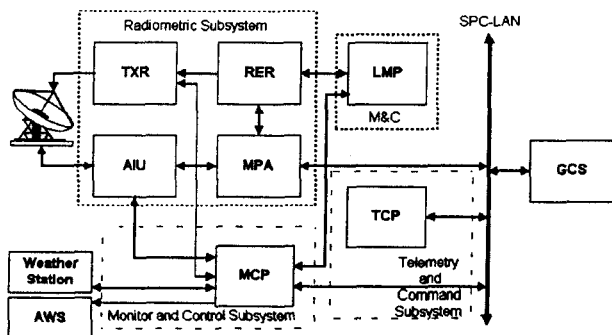 Radiometric Subsystem
SPC-LAN
TXR
RER
LMP
M&C
AIU
MPA
GCS
TCP
Weather
Station
MCP
Telemetry
and
Command
Subsystem
AWS
Monitor and Control Subsystem